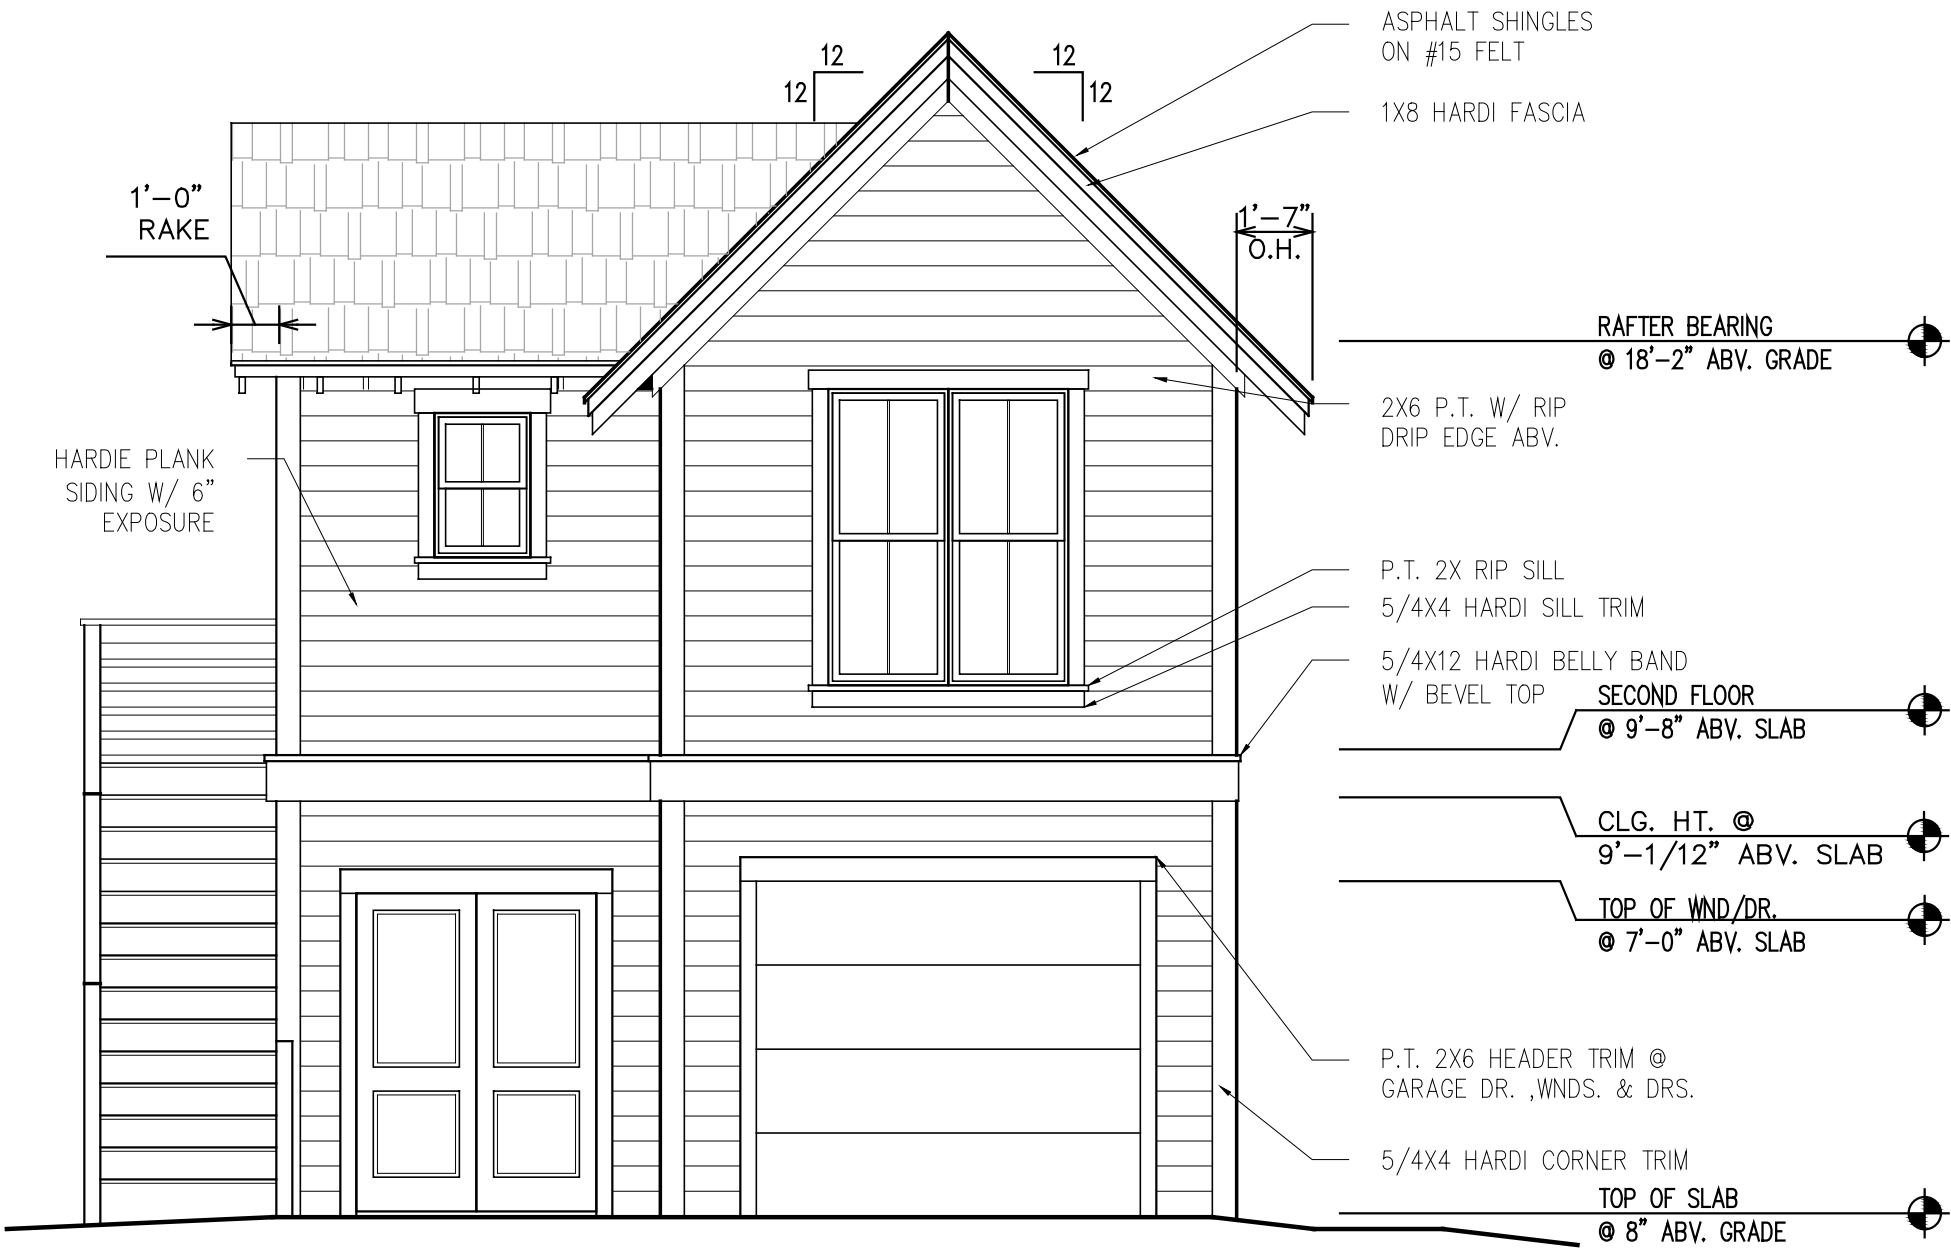 ASPHALT SHINGLES
ON #15 FELT
12
12
12
12
1X8 HARDI FASCIA
1'-0"
RAKE
1'-7"
O.H.
RAFTER BEARING
@ 18'-2" ABV. GRADE
2X6 P.T. W/ RIP
DRIP EDGE ABV.
HARDIE PLANK
SIDING W/ 6"
EXPOSURE
P.T. 2X RIP SILL
5/4X4 HARDI SILL TRIM
5/4X12 HARDI BELLY BAND
W/ BEVEL TOP
SECOND FLOOR
@ 9'-8" ABV. SLAB
CLG. HT. @
9'-1/12" ABV. SLAB
TOP OF WND/DR.
@ 7'-0" ABV. SLAB
P.T. 2X6 HEADER TRIM @
GARAGE DR. ,WNDS. & DRS.
5/4X4 HARDI CORNER TRIM
TOP OF SLAB
@ 8" ABV. GRADE